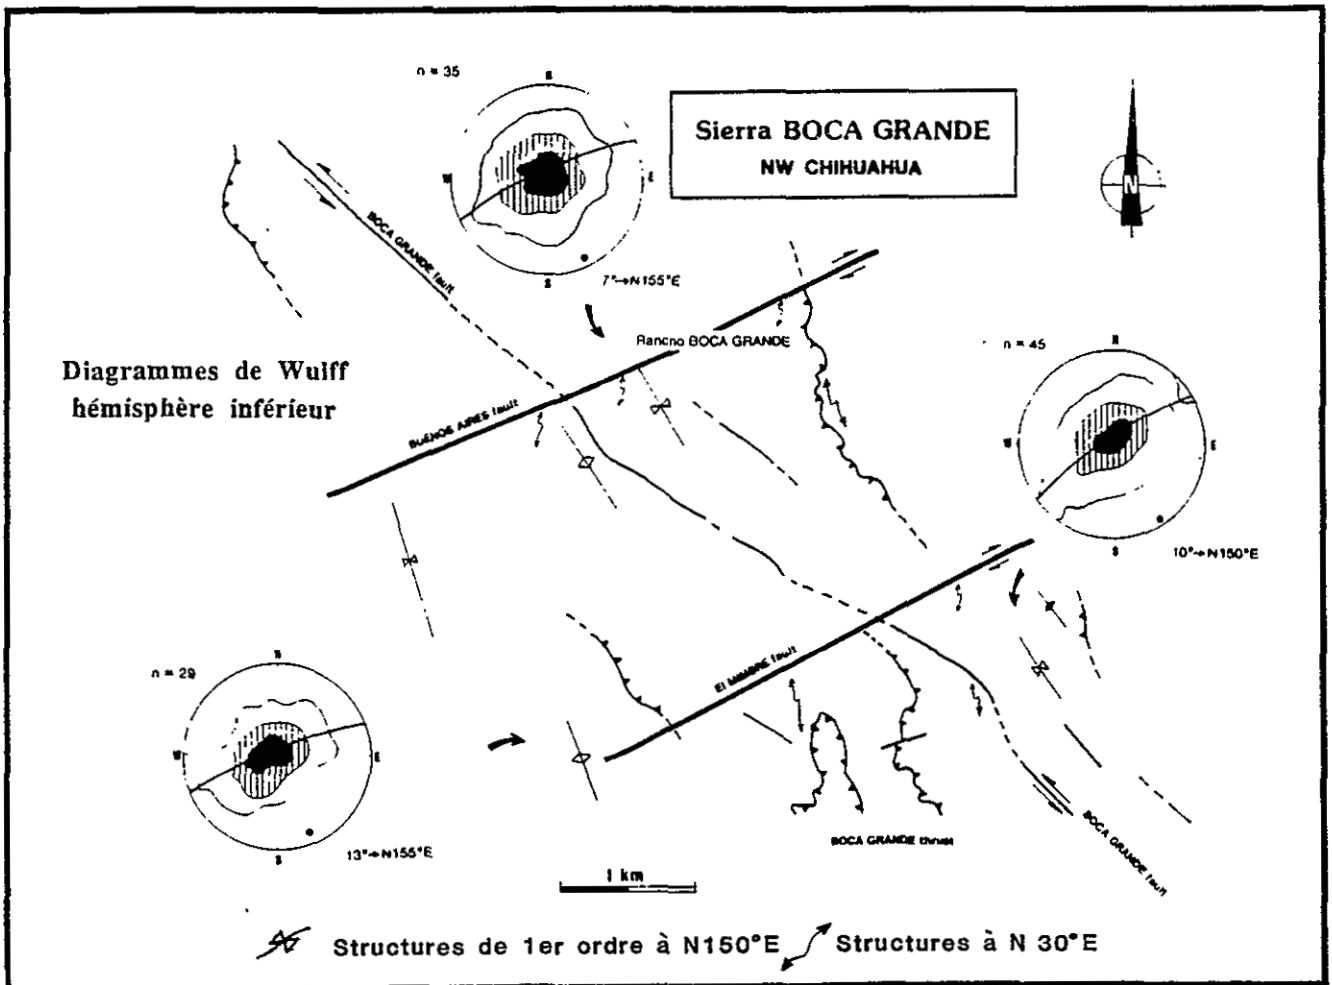 n = 35
N
W
E
S
7°→N155°E
Sierra BOCA GRANDE
NW CHIHUAHUA
N
BOCA GRANDE fault
Rancno BOCA GRANDE
Diagrammes de Wulff
hémisphère inférieur
BUENOS AIRES fault
n = 45
N
W
E
S
10°→N150°E
El MIMBRE fault
n = 29
N
W
E
S
13°→N155°E
BOCA GRANDE thrust
BOCA GRANDE fault
1 km
Structures de 1er ordre à N150°E
Structures à N 30°E